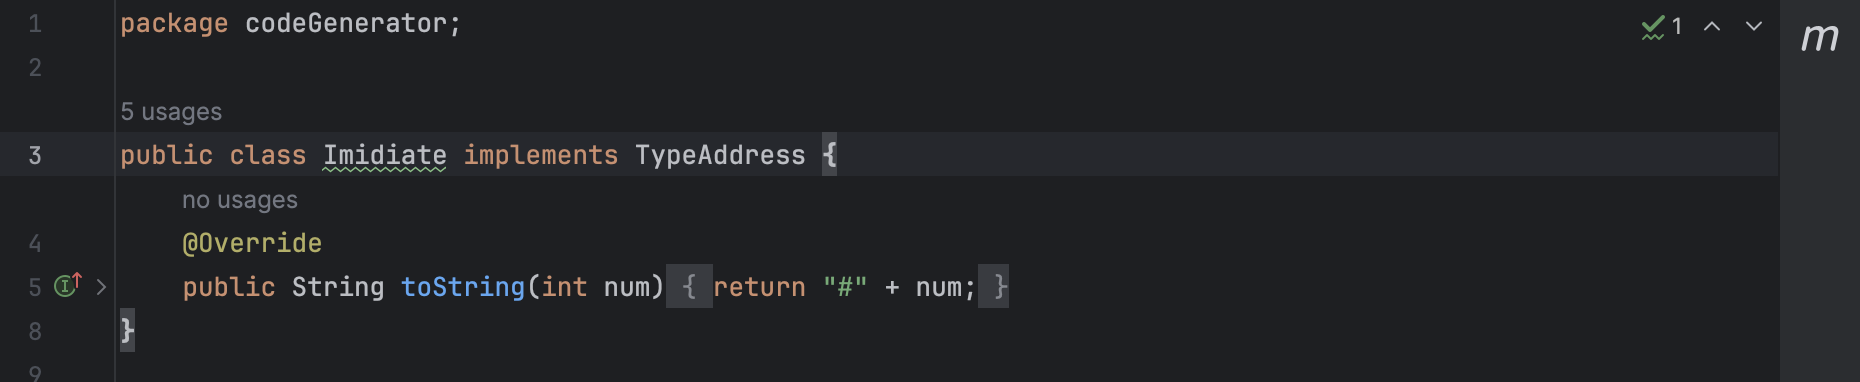 1 package codeGenerator; 1 m
2
5 usages
3 public class Imidiate implements TypeAddress {
no usages
4 @Override
5 public String toString(int num) { return "#" + num; }
8 }
9